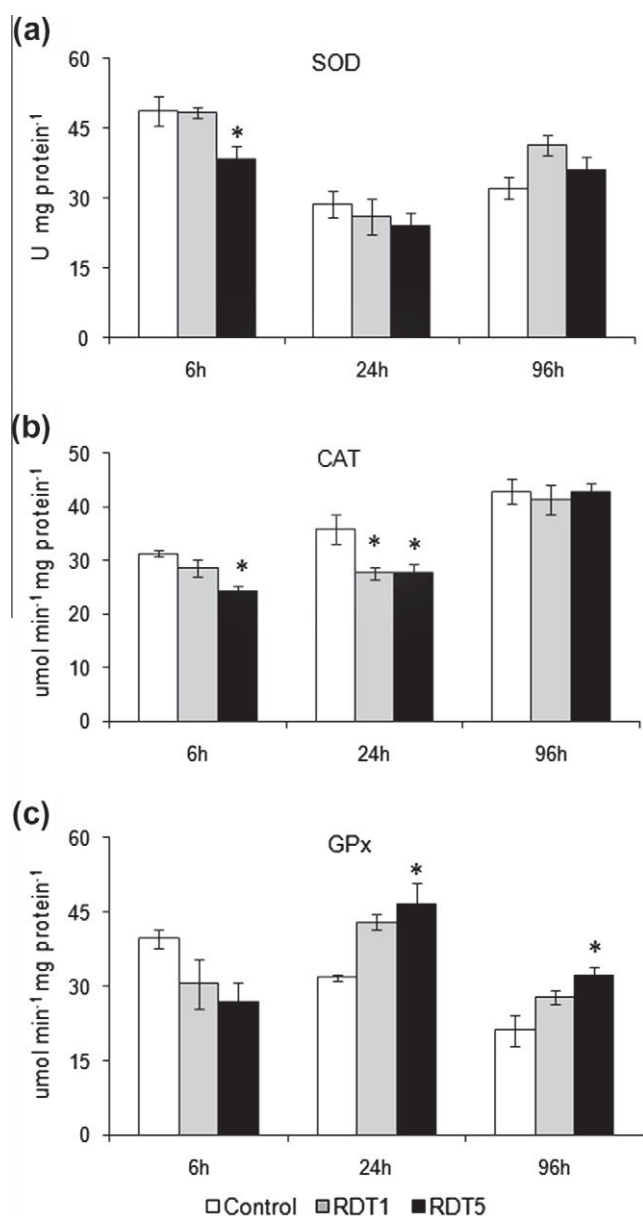 (a)
SOD
U mg protein⁻¹
60
45
30
15
0
*
6h 24h 96h
(b)
CAT
umol min⁻¹ mg protein⁻¹
50
40
30
20
10
0
* * *
6h 24h 96h
(c)
GPx
umol min⁻¹ mg protein⁻¹
60
45
30
15
0
* *
6h 24h 96h
Control RDT1 RDT5